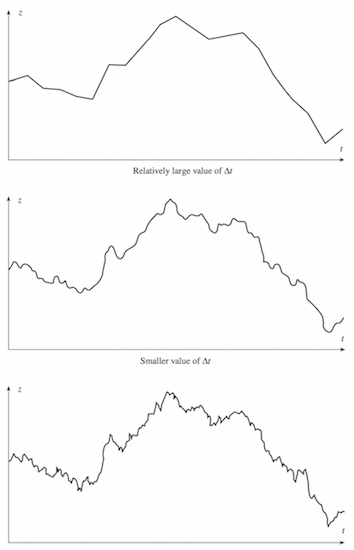 z
t
Relatively large value of Δt
z
t
Smaller value of Δt
z
t